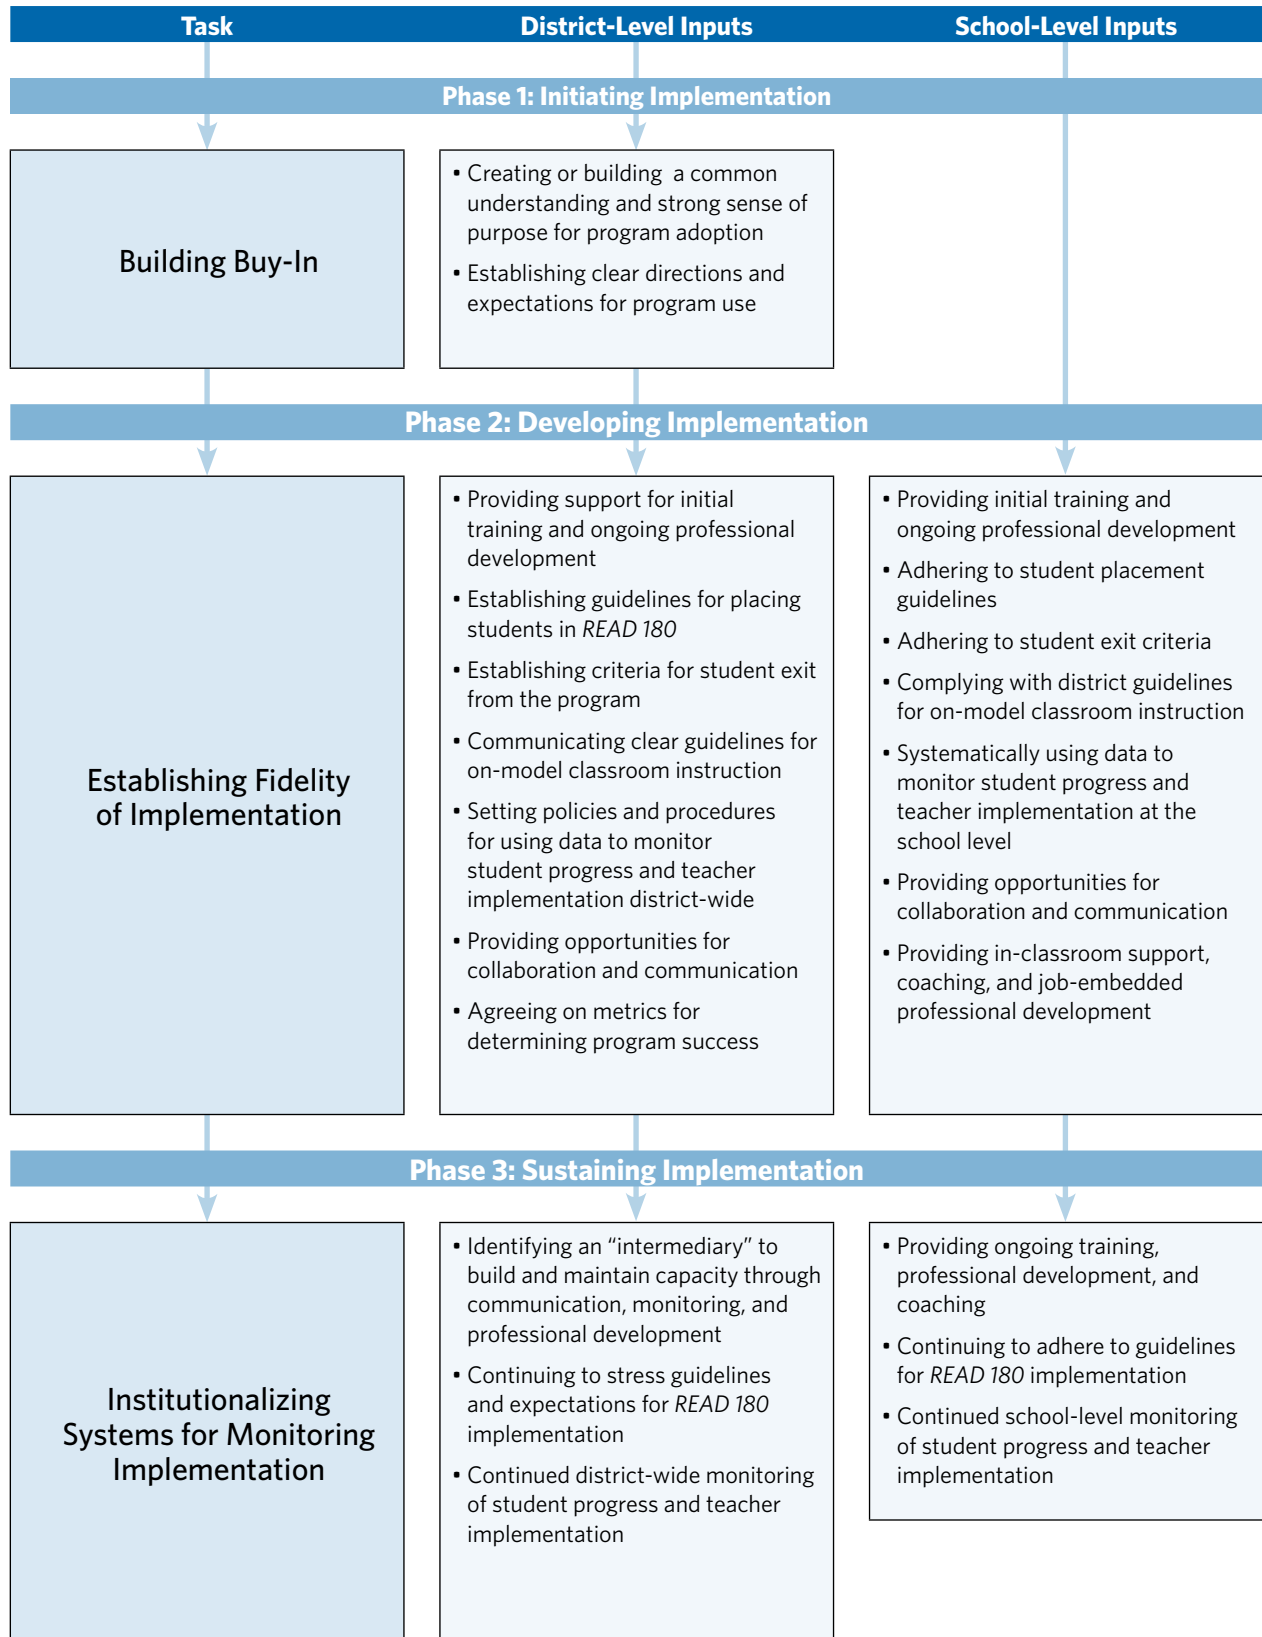 Task
District-Level Inputs
School-Level Inputs
Phase 1: Initiating Implementation
Building Buy-In
• Creating or building a common
understanding and strong sense of
purpose for program adoption
• Establishing clear directions and
expectations for program use
Phase 2: Developing Implementation
Establishing Fidelity
of Implementation
• Providing support for initial
training and ongoing professional
development
• Establishing guidelines for placing
students in READ 180
• Establishing criteria for student exit
from the program
• Communicating clear guidelines for
on-model classroom instruction
• Setting policies and procedures
for using data to monitor
student progress and teacher
implementation district-wide
• Providing opportunities for
collaboration and communication
• Agreeing on metrics for
determining program success
• Providing initial training and
ongoing professional development
• Adhering to student placement
guidelines
• Adhering to student exit criteria
• Complying with district guidelines
for on-model classroom instruction
• Systematically using data to
monitor student progress and
teacher implementation at the
school level
• Providing opportunities for
collaboration and communication
• Providing in-classroom support,
coaching, and job-embedded
professional development
Phase 3: Sustaining Implementation
Institutionalizing
Systems for Monitoring
Implementation
• Identifying an “intermediary” to
build and maintain capacity through
communication, monitoring, and
professional development
• Continuing to stress guidelines
and expectations for READ 180
implementation
• Continued district-wide monitoring
of student progress and teacher
implementation
• Providing ongoing training,
professional development, and
coaching
• Continuing to adhere to guidelines
for READ 180 implementation
• Continued school-level monitoring
of student progress and teacher
implementation